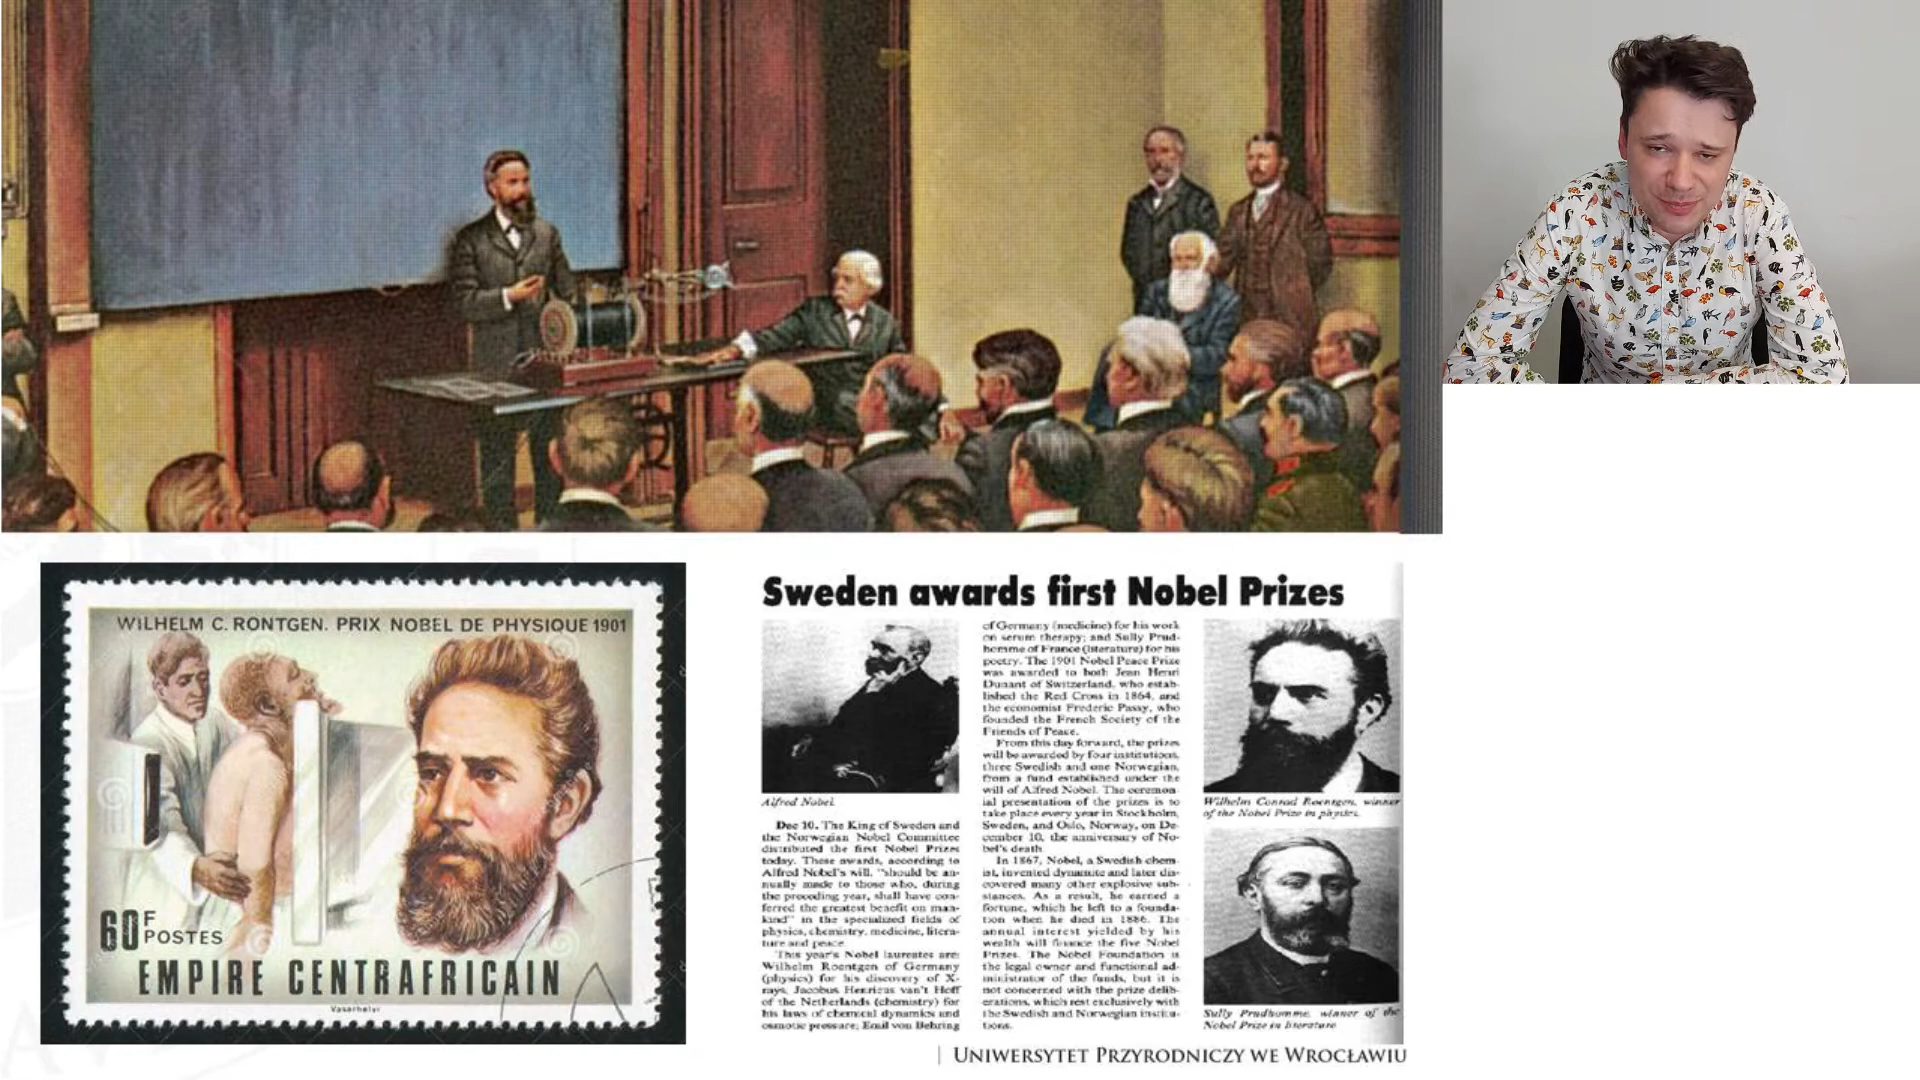 WILHELM C. RONTGEN. PRIX NOBEL DE PHYSIQUE 1901
60 F
POSTES
EMPIRE CENTRAFRICAIN
Vasarhelyi
Sweden awards first Nobel Prizes
Alfred Nobel.
Dec 10. The King of Sweden and
the Norwegian Nobel Committee
distributed the first Nobel Prizes
today. These awards, according to
Alfred Nobel's will, "should be an-
nually made to those who, during
the preceding year, shall have con-
ferred the greatest benefit on man-
kind" in the specialized fields of
physics, chemistry, medicine, litera-
ture and peace
This year's Nobel laureates are:
Wilhelm Roentgen of Germany
(physics) for his discovery of X-
rays, Jacobus Henricus van't Hoff
of the Netherlands (chemistry) for
his laws of chemical dynamics and
osmotic pressure; Emil von Behring
of Germany (medicine) for his work
on serum therapy; and Sully Prud-
homme of France (literature) for his
poetry. The 1901 Nobel Peace Prize
was awarded to both Jean Henri
Dunant of Switzerland, who estab-
lished the Red Cross in 1864, and
the economist Frederic Passy, who
founded the French Society of the
Friends of Peace.
From this day forward, the prizes
will be awarded by four institutions,
three Swedish and one Norwegian,
from a fund established under the
will of Alfred Nobel. The ceremon-
ial presentation of the prizes is to
take place every year in Stockholm,
Sweden, and Oslo, Norway, on De-
cember 10, the anniversary of No-
bel's death.
In 1867, Nobel, a Swedish chem-
ist, invented dynamite and later dis-
covered many other explosive sub-
stances. As a result, he earned a
fortune, which he left to a founda-
tion when he died in 1886. The
annual interest yielded by his
wealth will finance the five Nobel
Prizes. The Nobel Foundation is
the legal owner and functional ad-
ministrator of the funds, but it is
not concerned with the prize delib-
erations, which rest exclusively with
the Swedish and Norwegian institu-
tions.
Wilhelm Conrad Roentgen, winner
of the Nobel Prize in physics.
Sully Prudhomme, winner of the
Nobel Prize in literature
UNIWERSYTET PRZYRODNICZY WE WROCŁAWIU